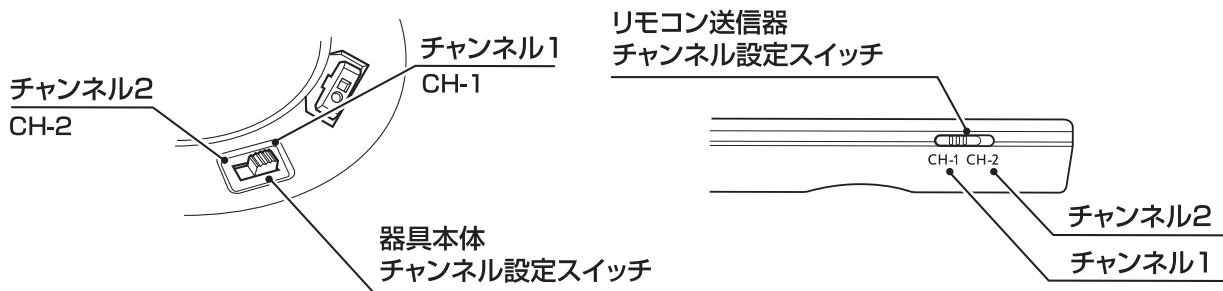 チャンネル2
CH-2
チャンネル1
CH-1
器具本体
チャンネル設定スイッチ
リモコン送信器
チャンネル設定スイッチ
CH-1 CH-2
チャンネル2
チャンネル1